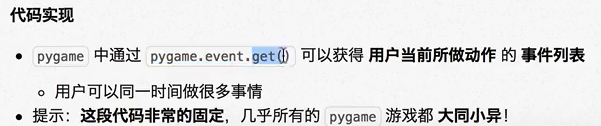 代码实现
• pygame 中通过 pygame.event.get() 可以获得 用户当前所做动作 的 事件列表
◦ 用户可以同一时间做很多事情
• 提示：这段代码非常的固定，几乎所有的 pygame 游戏都 大同小异！